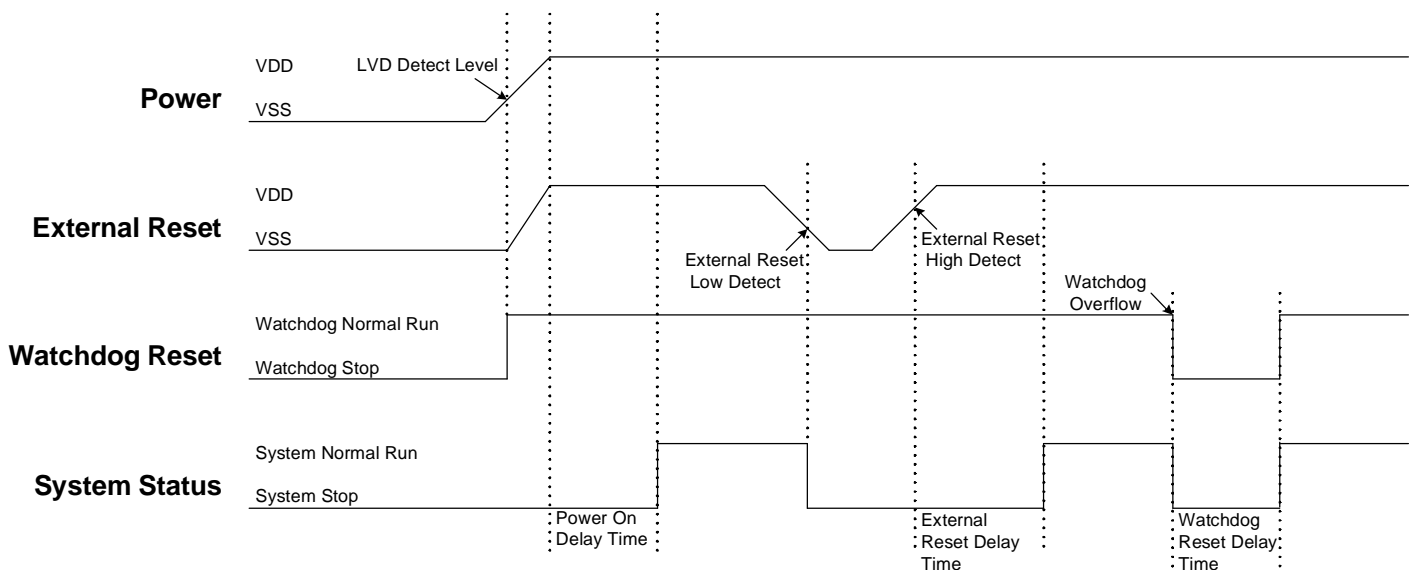 VDD
LVD Detect Level
Power
VSS
VDD
External Reset
VSS
External Reset
Low Detect
External Reset
High Detect
Watchdog
Overflow
Watchdog Normal Run
Watchdog Reset
Watchdog Stop
System Normal Run
System Status
System Stop
Power On
Delay Time
External
Reset Delay
Time
Watchdog
Reset Delay
Time